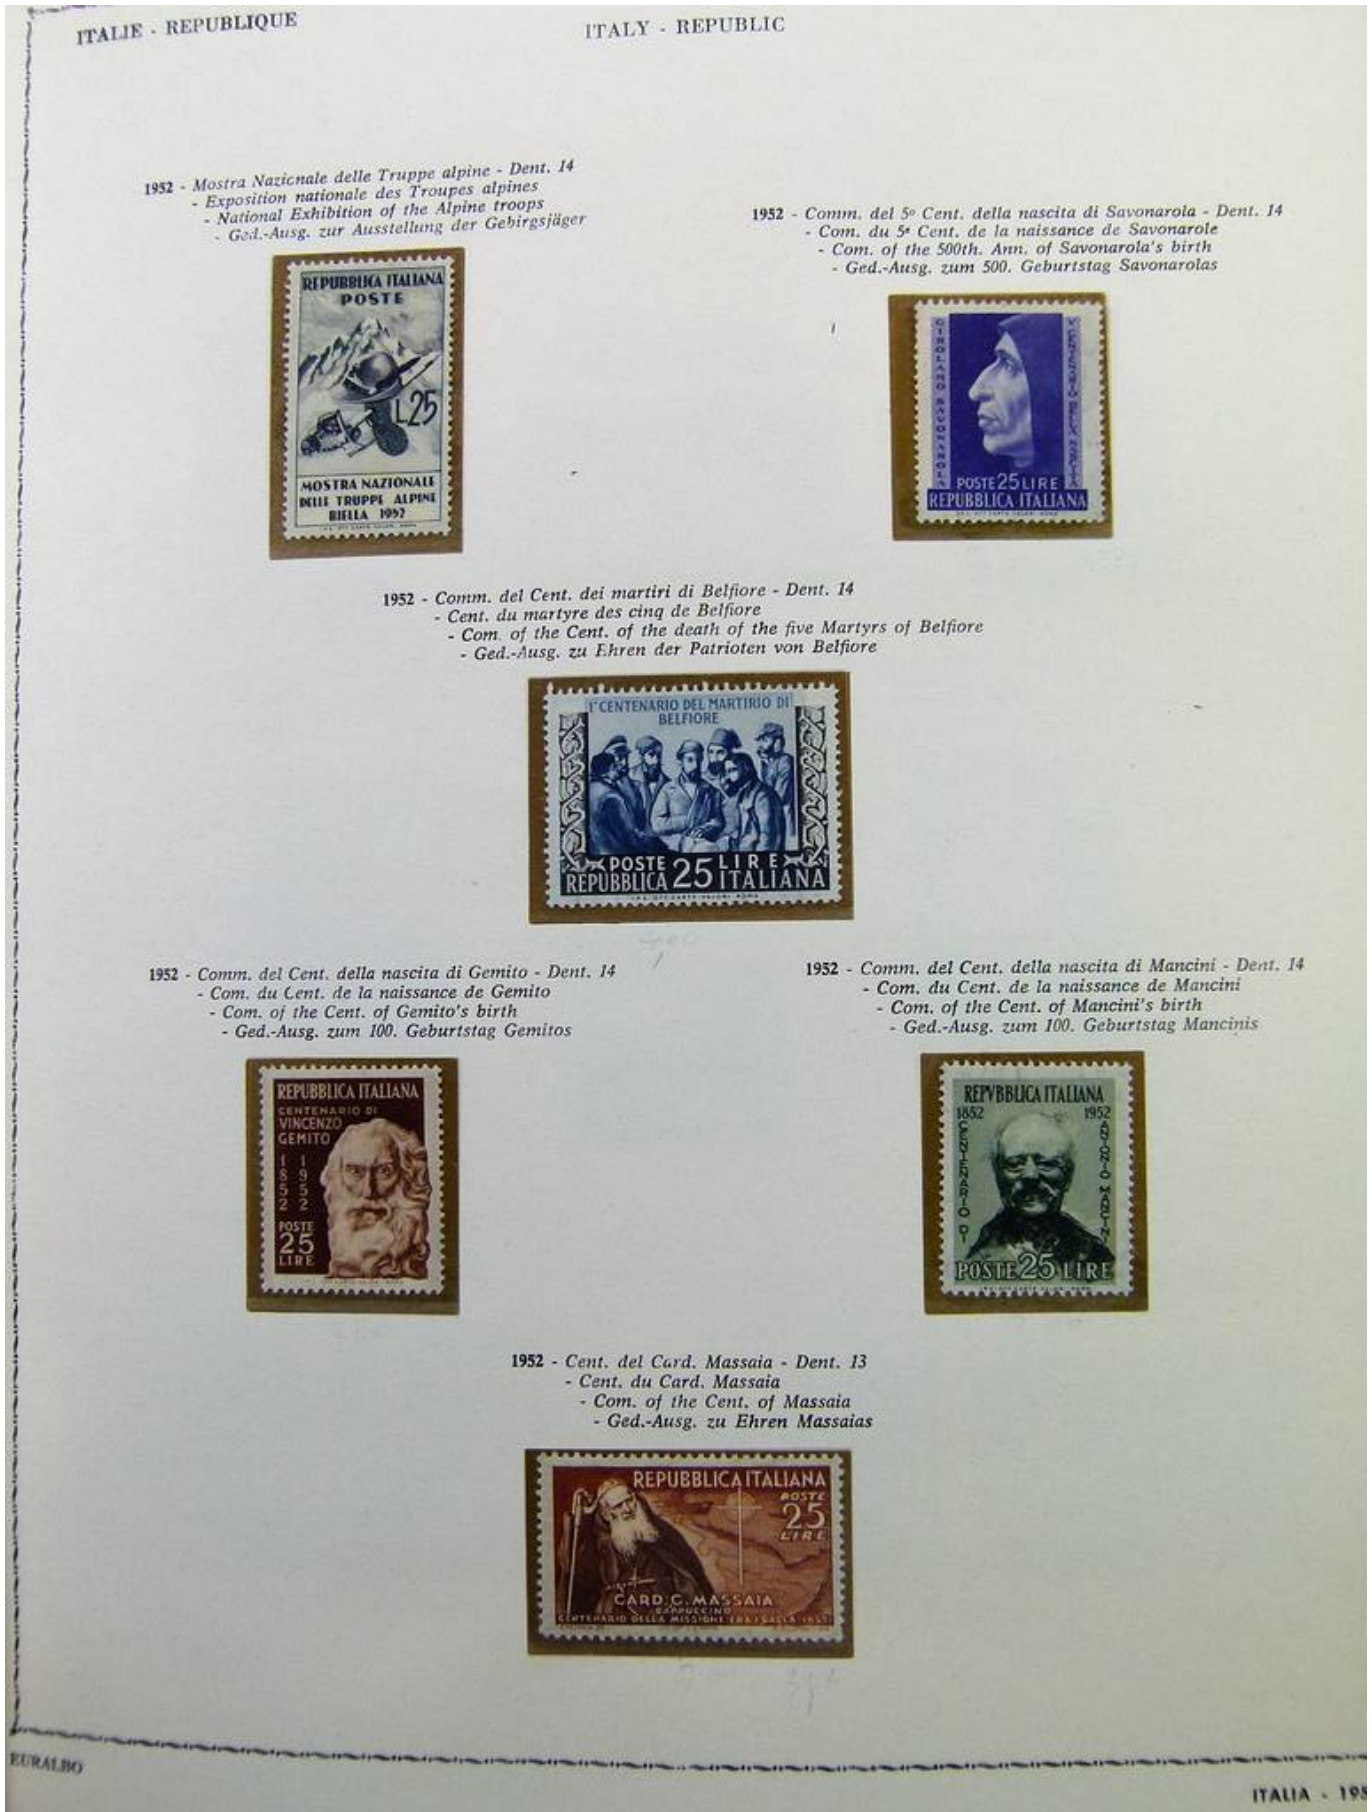 ITALIE - REPUBLIQUE
ITALY - REPUBLIC
1952 - Mostra Nazionale delle Truppe alpine - Dent. 14
- Exposition nationale des Troupes alpines
- National Exhibition of the Alpine troops
- Ged.-Ausg. zur Ausstellung der Gebirgsjäger
REPUBBLICA ITALIANA
POSTE
L.25
MOSTRA NAZIONALE
DELLE TRUPPE ALPINE
BIELLA 1952
1952 - Comm. del 5º Cent. della nascita di Savonarola - Dent. 14
- Com. du 5e Cent. de la naissance de Savonarole
- Com. of the 500th. Ann. of Savonarola's birth
- Ged.-Ausg. zum 500. Geburtstag Savonarolas
GIROLAMO SAVONAROLA
V CENTENARIO DELLA NASCITA
POSTE 25 LIRE
REPUBBLICA ITALIANA
1952 - Comm. del Cent. dei martiri di Belfiore - Dent. 14
- Cent. du martyre des cinq de Belfiore
- Com. of the Cent. of the death of the five Martyrs of Belfiore
- Ged.-Ausg. zu Ehren der Patrioten von Belfiore
1º CENTENARIO DEL MARTIRIO DI
BELFIORE
POSTE 25 LIRE
REPUBBLICA ITALIANA
1952 - Comm. del Cent. della nascita di Gemito - Dent. 14
- Com. du Cent. de la naissance de Gemito
- Com. of the Cent. of Gemito's birth
- Ged.-Ausg. zum 100. Geburtstag Gemitos
REPUBBLICA ITALIANA
CENTENARIO DI
VINCENZO
GEMITO
1852 1952
POSTE
25
LIRE
1952 - Comm. del Cent. della nascita di Mancini - Dent. 14
- Com. du Cent. de la naissance de Mancini
- Com. of the Cent. of Mancini's birth
- Ged.-Ausg. zum 100. Geburtstag Mancinis
REPVBBLICA ITALIANA
1852 1952
CENTENARIO DI
ANTONIO MANCINI
POSTE 25 LIRE
1952 - Cent. del Card. Massaia - Dent. 13
- Cent. du Card. Massaia
- Com. of the Cent. of Massaia
- Ged.-Ausg. zu Ehren Massaias
REPUBBLICA ITALIANA
POSTE
25
LIRE
CARD. G. MASSAIA
CAPPUCCINO
CENTENARIO DELLA MISSIONE FRA I GALLA
EURALBO
ITALIA - 195